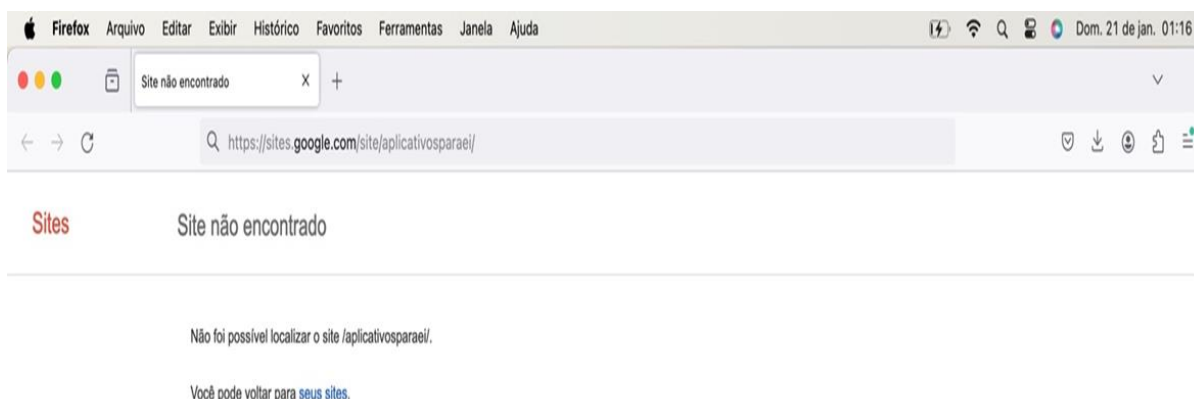 Firefox Arquivo Editar Exibir Histórico Favoritos Ferramentas Janela Ajuda Dom. 21 de jan. 01:16
Site não encontrado
https://sites.google.com/site/aplicativosparaei/
Sites Site não encontrado
Não foi possível localizar o site /aplicativosparaei/.
Você pode voltar para seus sites.